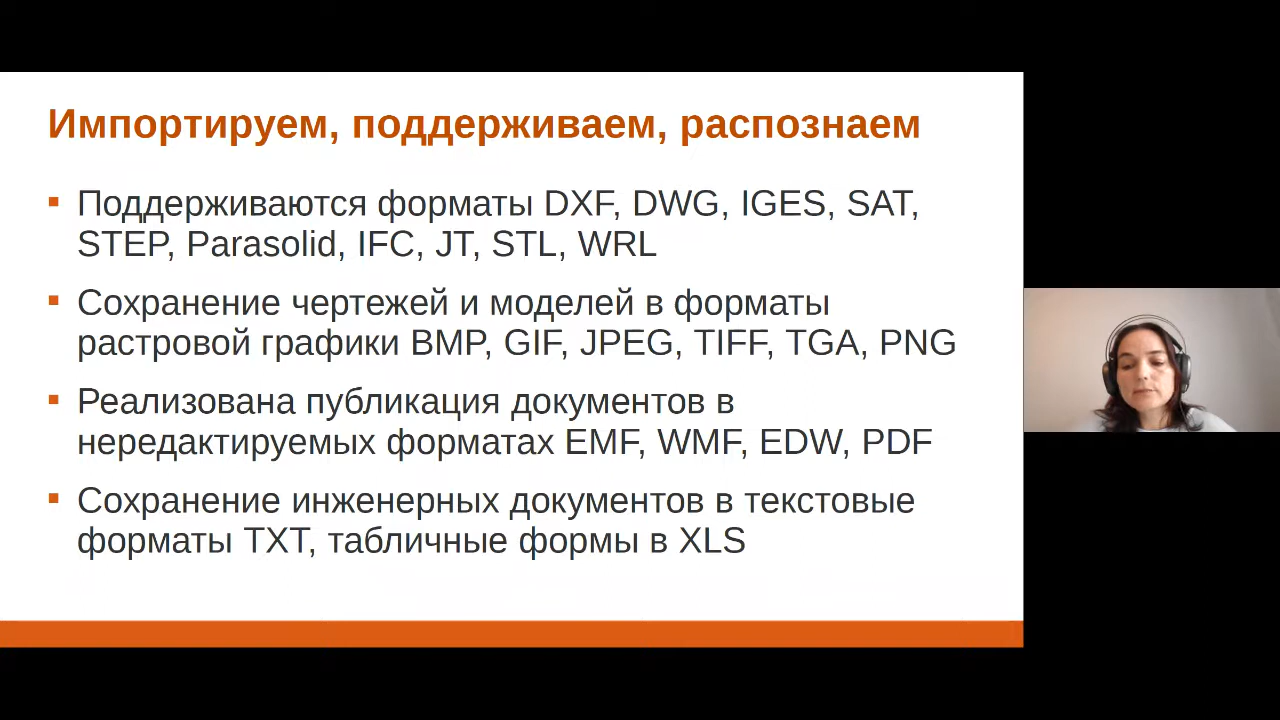 Импортируем, поддерживаем, распознаем
Поддерживаются форматы DXF, DWG, IGES, SAT,
STEP, Parasolid, IFC, JT, STL, WRL
Сохранение чертежей и моделей в форматы
растровой графики BMP, GIF, JPEG, TIFF, TGA, PNG
Реализована публикация документов в
нередактируемых форматах EMF, WMF, EDW, PDF
Сохранение инженерных документов в текстовые
форматы TXT, табличные формы в XLS